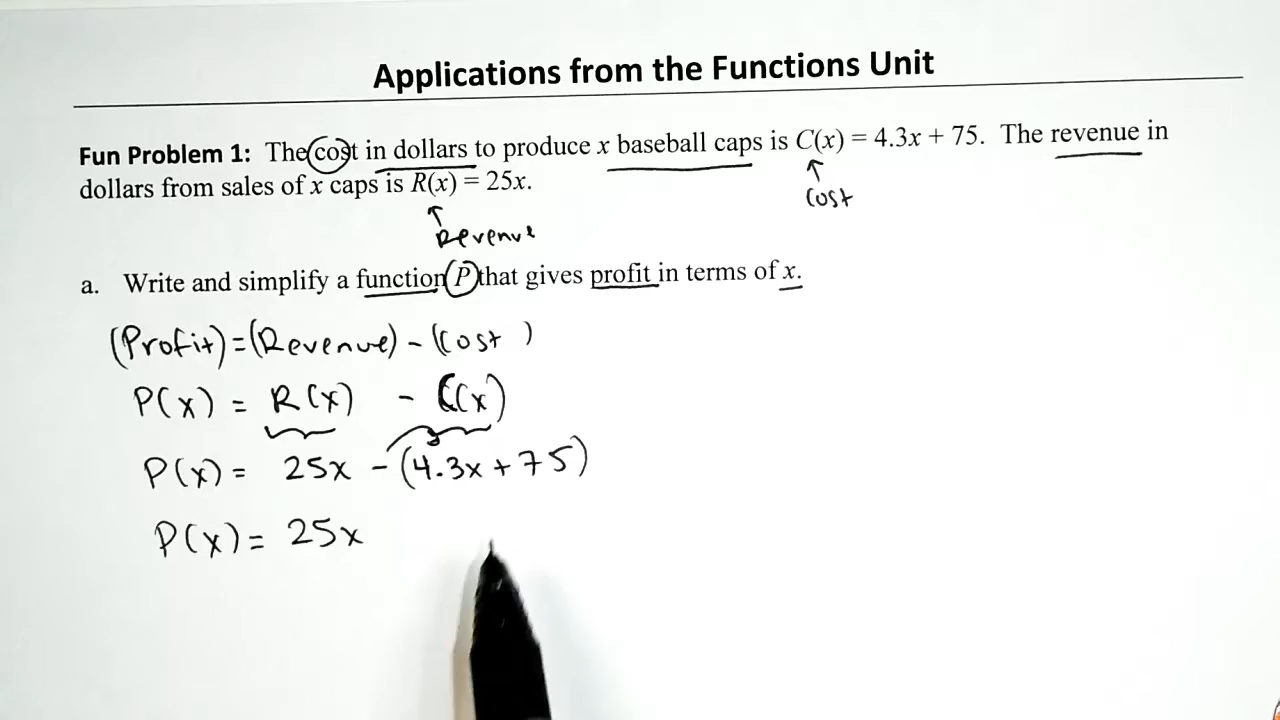 Applications from the Functions Unit
Fun Problem 1: The cost in dollars to produce x baseball caps is C(x) = 4.3x + 75. The revenue in
dollars from sales of x caps is R(x) = 25x.
↑
Cost
↑
Revenue
a. Write and simplify a function P that gives profit in terms of x.
(Profit) = (Revenue) - (Cost )
P(x) = R(x) - C(x)
P(x) = 25x - (4.3x + 75)
P(x) = 25x